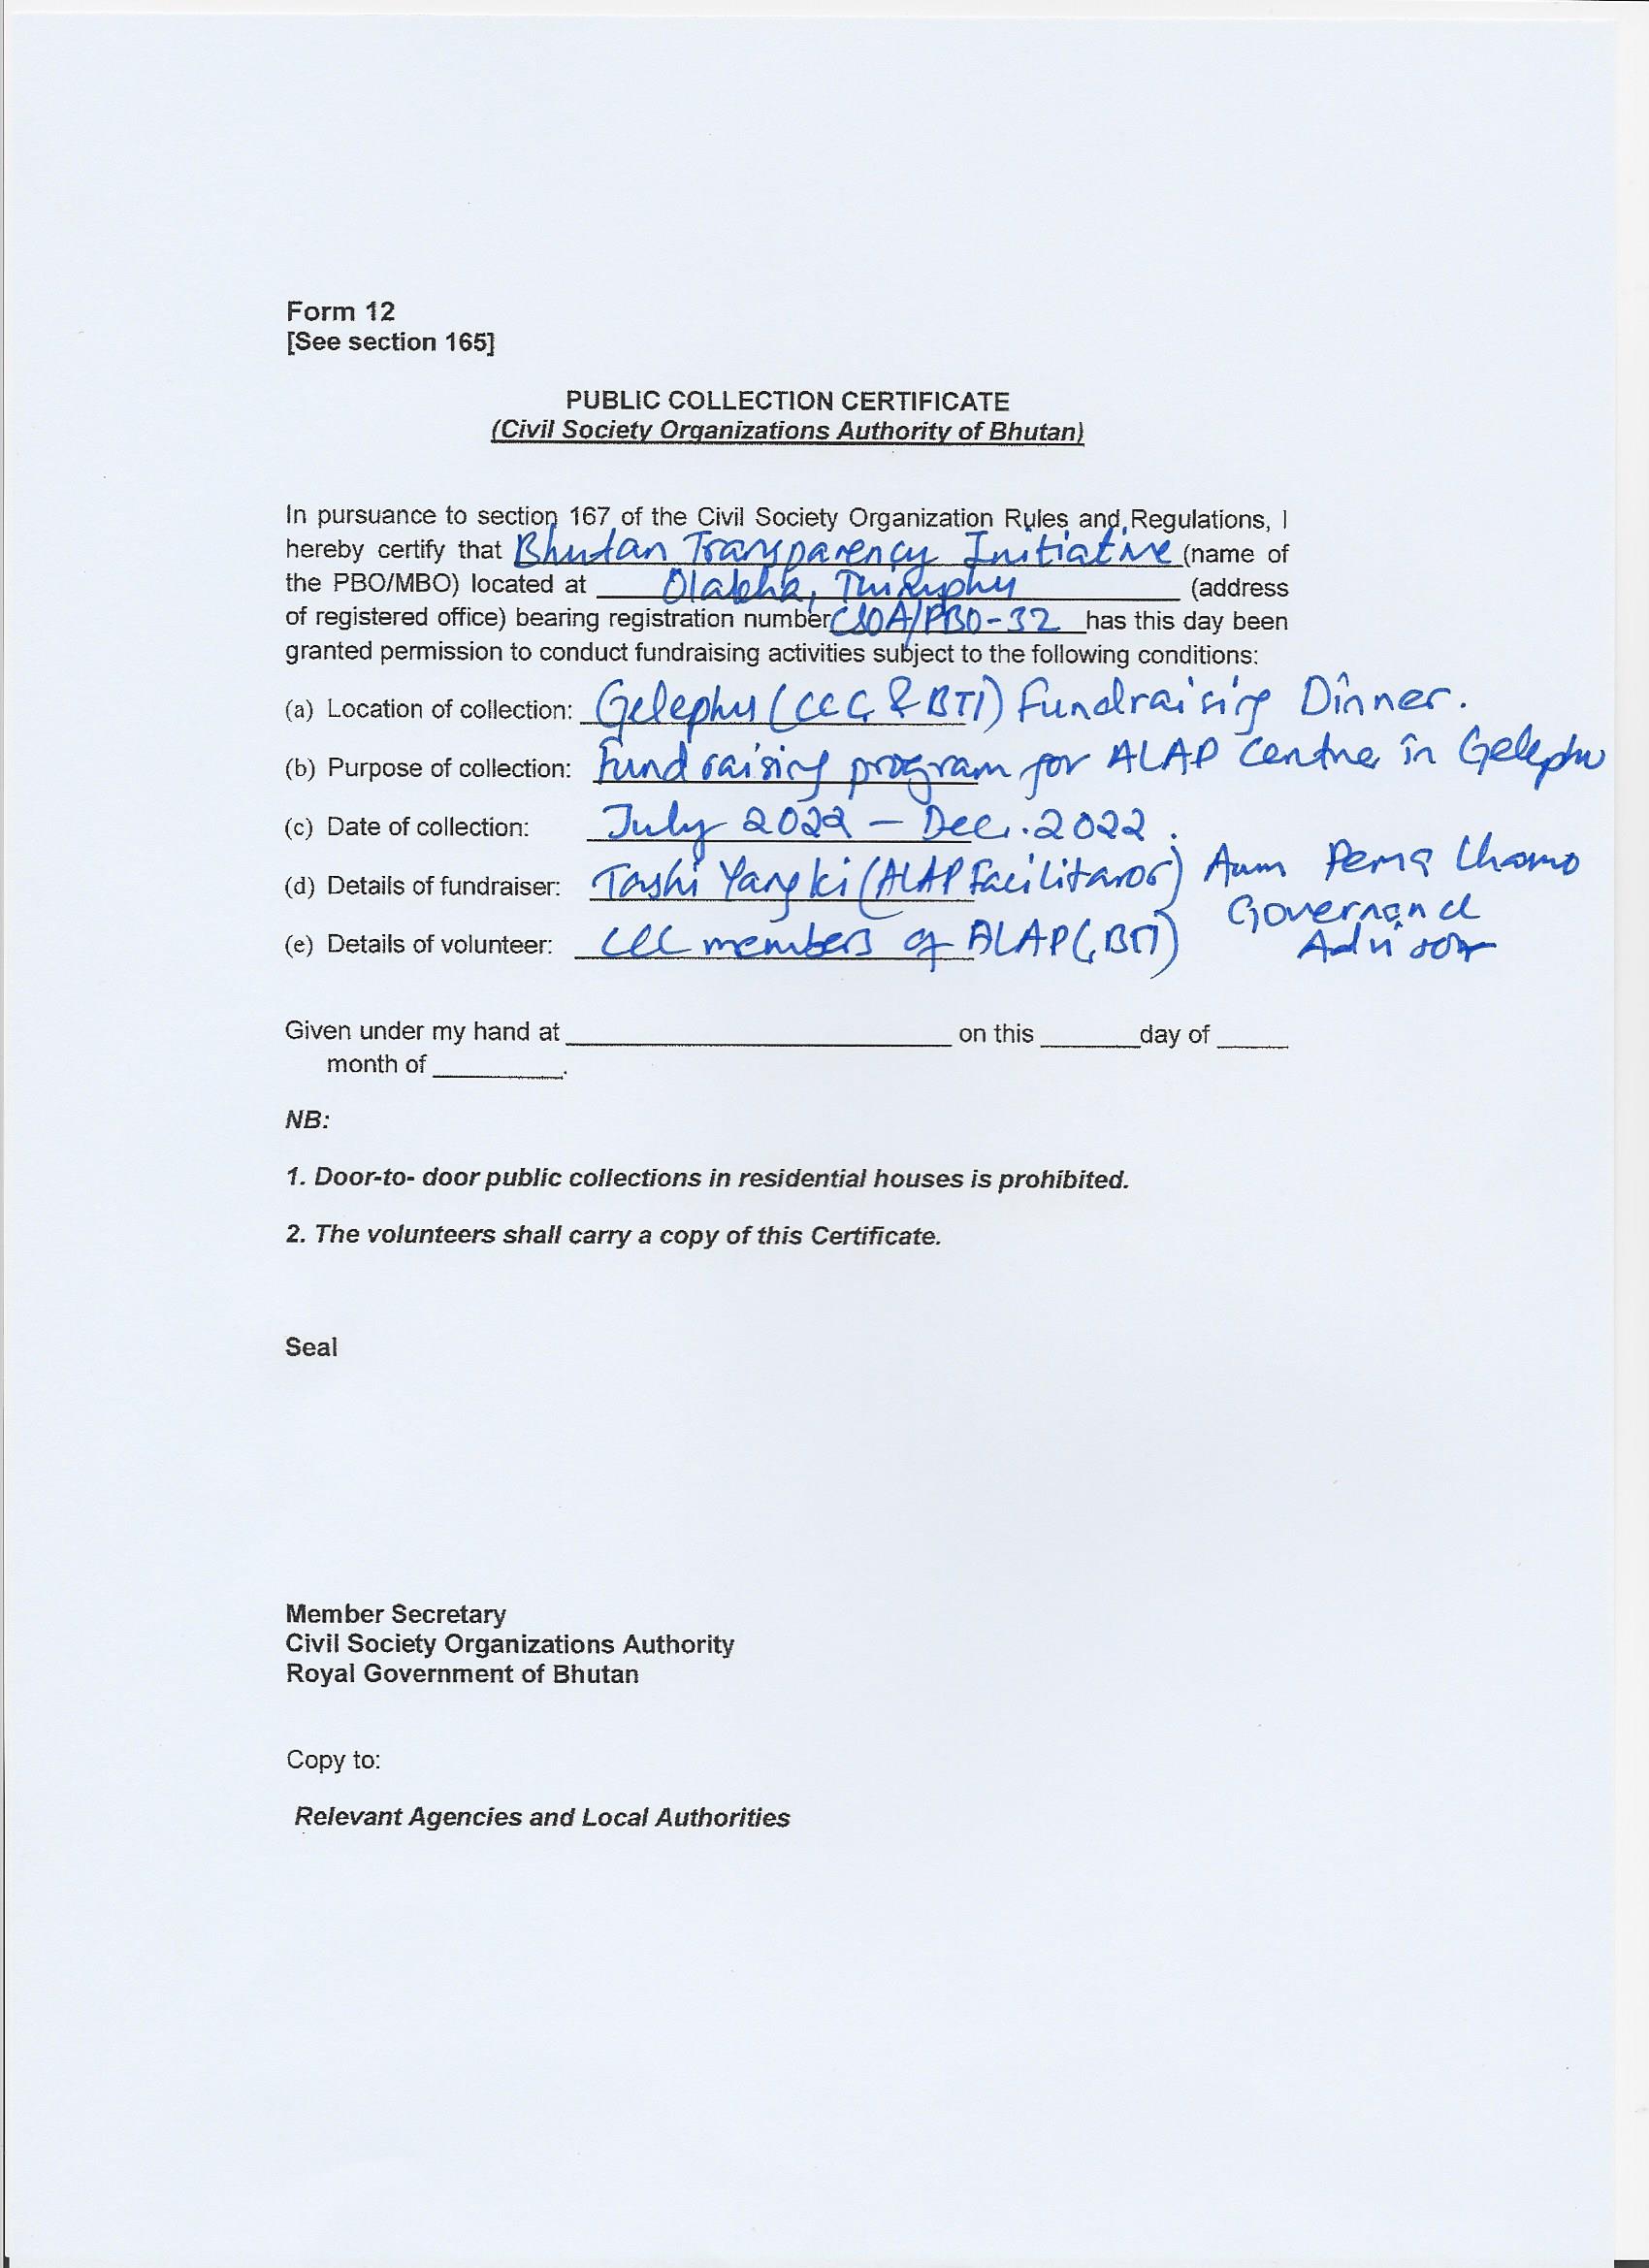 Form 12
[See section 165]
PUBLIC COLLECTION CERTIFICATE
(Civil Society Organizations Authority of Bhutan)
In pursuance to section 167 of the Civil Society Organization Rules and Regulations, I
hereby certify that Bhutan Transparency Initiative (name of
the PBO/MBO) located at Olakha, Thimphu (address
of registered office) bearing registration number CSOA/PBO-32 has this day been
granted permission to conduct fundraising activities subject to the following conditions:
(a) Location of collection: Gelephu (CCC & BTI) Fundraising Dinner.
(b) Purpose of collection: Fundraising program for ALAP Centre in Gelephu
(c) Date of collection: July 2022 – Dec. 2022.
(d) Details of fundraiser: Tashi Yangki (ALAP Facilitator) Aum Pema Lhamo
Governance
(e) Details of volunteer: CCC members of ALAP (BTI) Advisor
Given under my hand at ____ on this ____ day of ____
month of ____.
NB:
1. Door-to- door public collections in residential houses is prohibited.
2. The volunteers shall carry a copy of this Certificate.
Seal
Member Secretary
Civil Society Organizations Authority
Royal Government of Bhutan
Copy to:
Relevant Agencies and Local Authorities